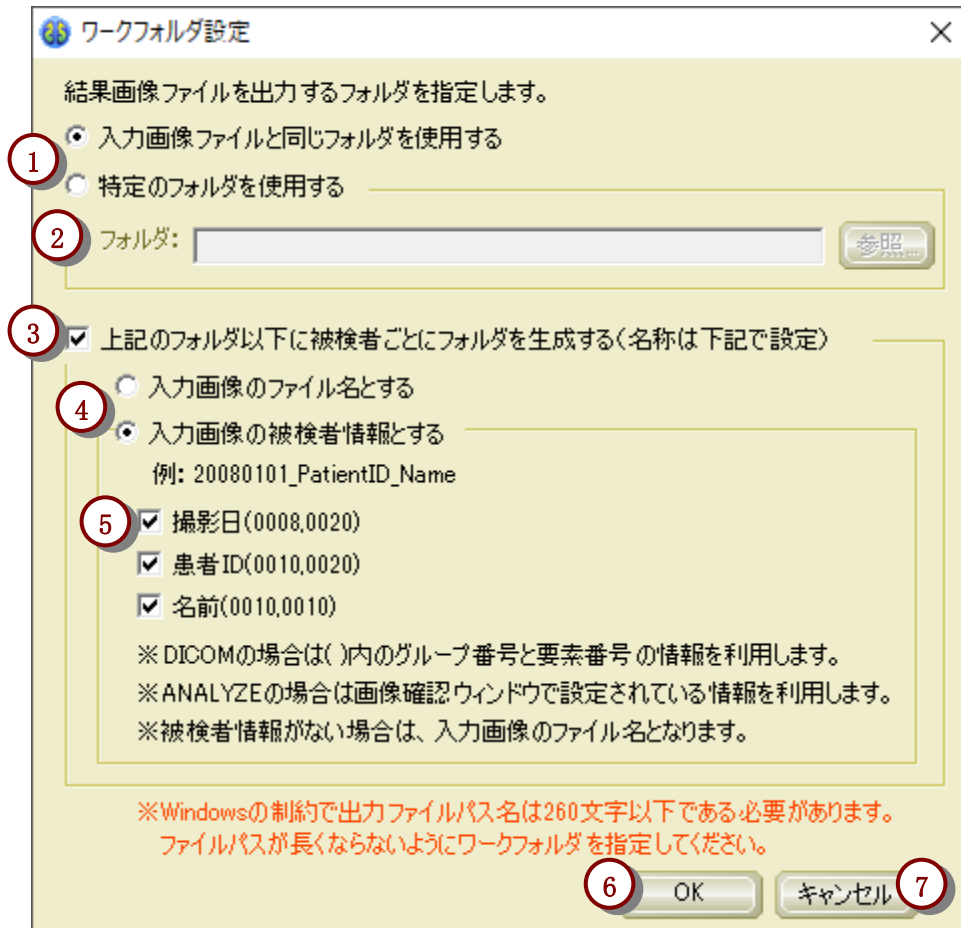 ワークフォルダ設定
結果画像ファイルを出力するフォルダを指定します。
1
入力画像ファイルと同じフォルダを使用する
特定のフォルダを使用する
2
フォルダ:
参照...
3
上記のフォルダ以下に被検者ごとにフォルダを生成する(名称は下記で設定)
4
入力画像のファイル名とする
入力画像の被検者情報とする
例: 20080101_PatientID_Name
5
撮影日(0008,0020)
患者ID(0010,0020)
名前(0010,0010)
※DICOMの場合は( )内のグループ番号と要素番号の情報を利用します。
※ANALYZEの場合は画像確認ウィンドウで設定されている情報を利用します。
※被検者情報がない場合は、入力画像のファイル名となります。
※Windowsの制約で出力ファイルパス名は260文字以下である必要があります。
ファイルパスが長くならないようにワークフォルダを指定してください。
6
OK
キャンセル
7